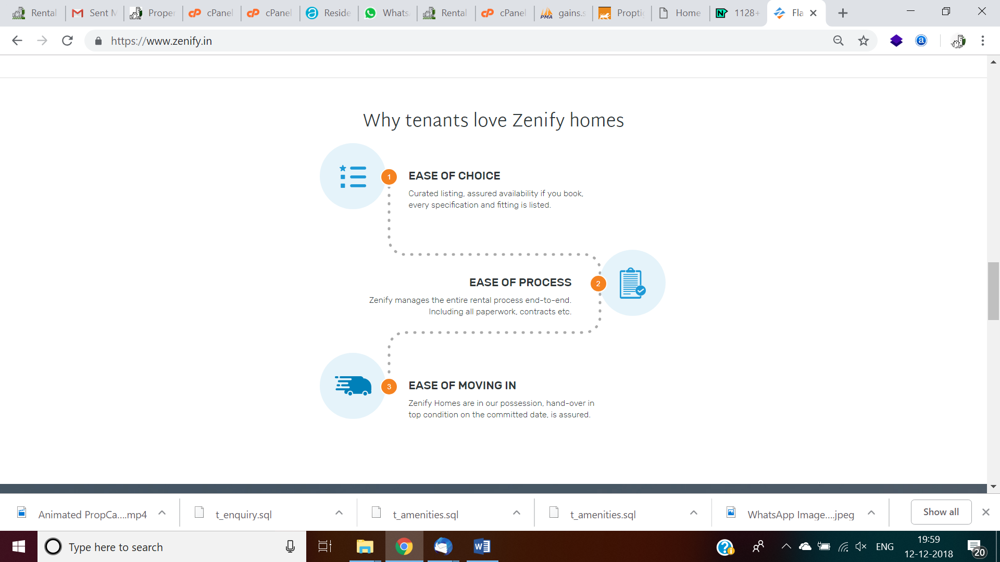 Rental
Sent M
Proper
cPanel
cPanel
Reside
Whats
Rental
cPanel
gains.s
Proptig
Home
1128+
Fla
https://www.zenify.in
Why tenants love Zenify homes
1
EASE OF CHOICE
Curated listing, assured availability if you book,
every specification and fitting is listed.
EASE OF PROCESS
2
Zenify manages the entire rental process end-to-end.
Including all paperwork, contracts etc.
3
EASE OF MOVING IN
Zenify Homes are in our possession, hand-over in
top condition on the committed date, is assured.
Animated PropCa....mp4
t_enquiry.sql
t_amenities.sql
t_amenities.sql
WhatsApp Image....jpeg
Show all
Type here to search
ENG
19:59
12-12-2018
20